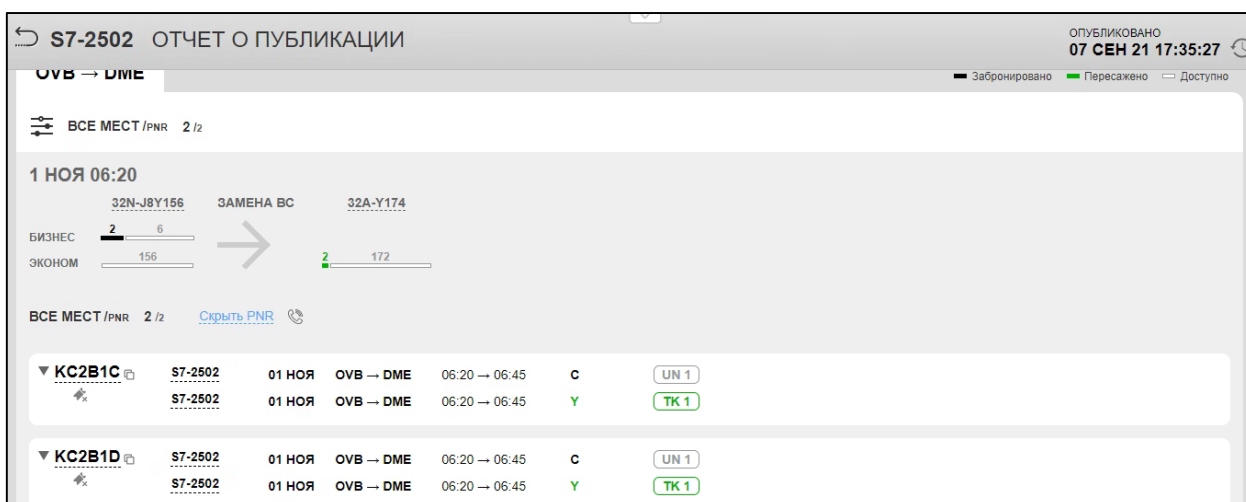 S7-2502 ОТЧЕТ О ПУБЛИКАЦИИ
ОПУБЛИКОВАНО
07 СЕН 21 17:35:27
OVB → DME
Забронировано Пересажено Доступно
ВСЕ МЕСТ /PNR 2 /2
1 НОЯ 06:20
32N-J8Y156 ЗАМЕНА ВС 32A-Y174
БИЗНЕС 2 6
ЭКОНОМ 156 2 172
ВСЕ МЕСТ /PNR 2 /2 Скрыть PNR
KC2B1C S7-2502 01 НОЯ OVB → DME 06:20 → 06:45 C UN 1
S7-2502 01 НОЯ OVB → DME 06:20 → 06:45 Y TK 1
KC2B1D S7-2502 01 НОЯ OVB → DME 06:20 → 06:45 C UN 1
S7-2502 01 НОЯ OVB → DME 06:20 → 06:45 Y TK 1